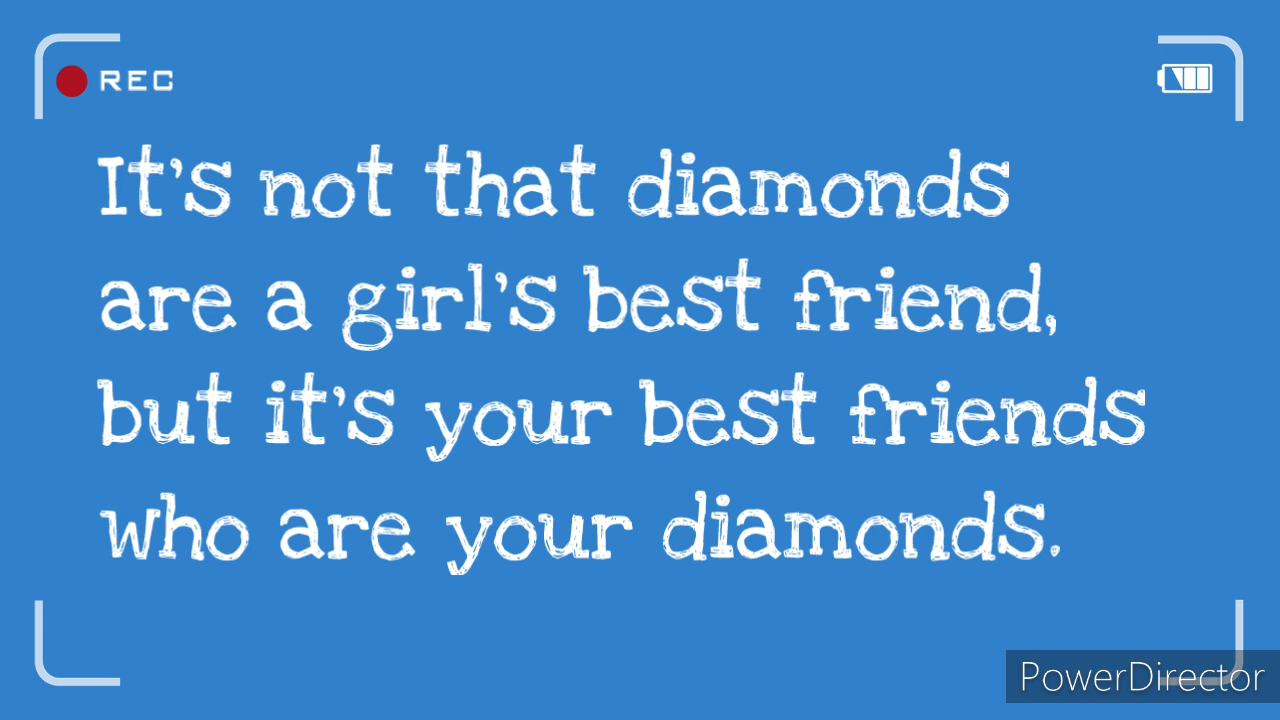 REC
It's not that diamonds
are a girl's best friend,
but it's your best friends
who are your diamonds.
PowerDirector